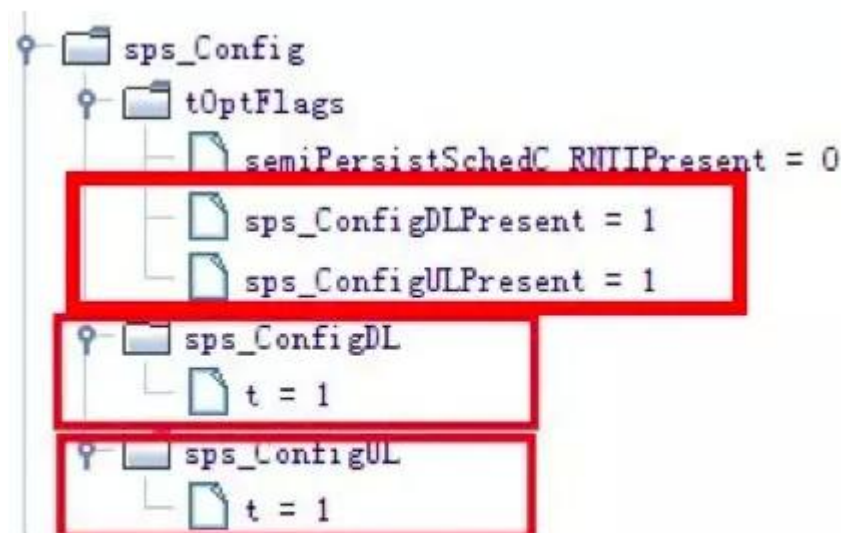 sps_Config
tOptFlags
semiPersistSchedC_RNTIPresent = 0
sps_ConfigDLPresent = 1
sps_ConfigULPresent = 1
sps_ConfigDL
t = 1
sps_ConfigUL
t = 1